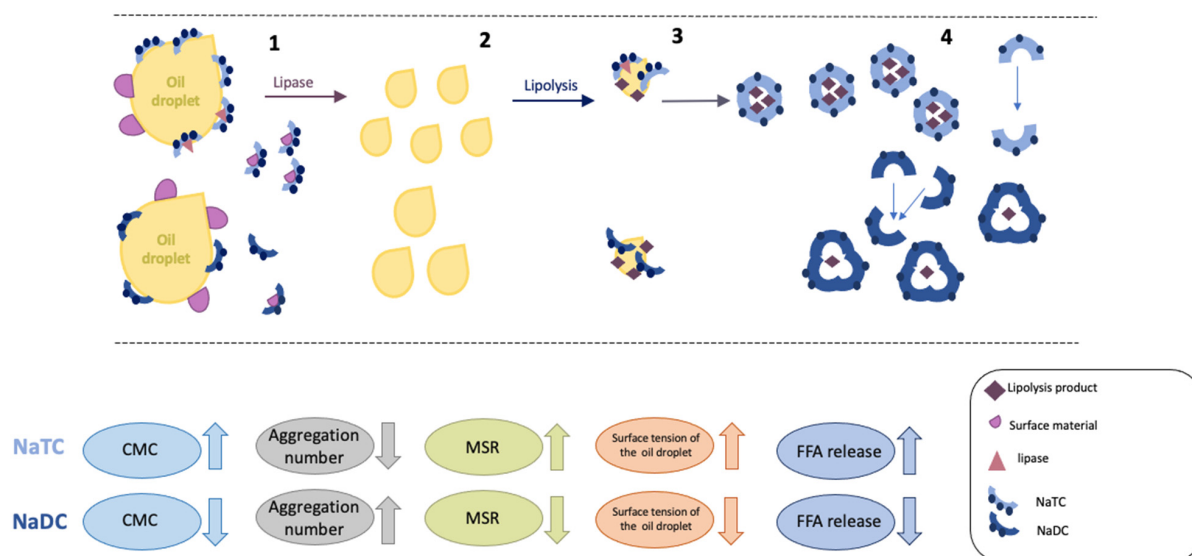 1
2
3
4
Oil
droplet
Lipase
Lipolysis
Oil
droplet
NaTC
CMC
Aggregation
number
MSR
Surface tension of
the oil droplet
FFA release
NaDC
CMC
Aggregation
number
MSR
Surface tension of
the oil droplet
FFA release
Lipolysis product
Surface material
lipase
NaTC
NaDC